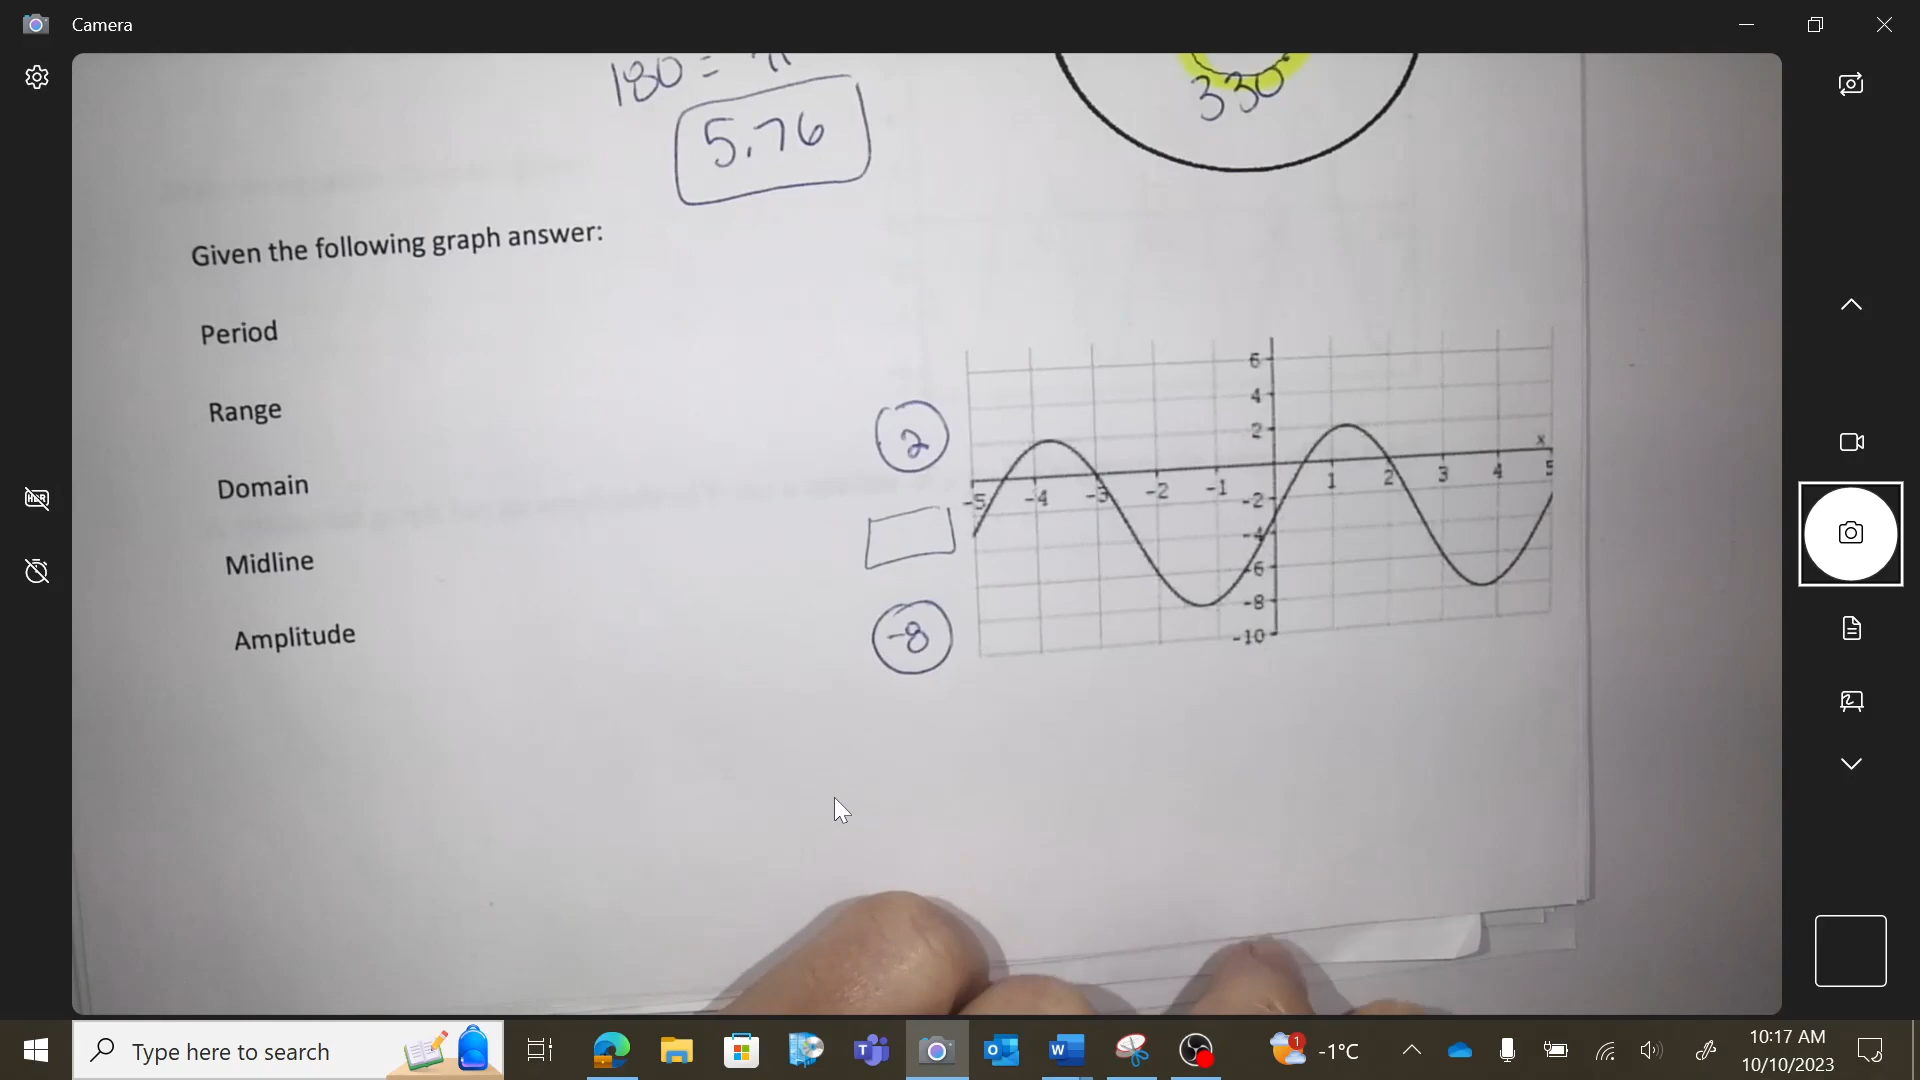 Camera
180 = π
5.76
330°
Given the following graph answer:
Period
Range
Domain
Midline
Amplitude
2
-8
6
4
2
x
-5 -4 -3 -2 -1 1 2 3 4 5
-2
-4
-6
-8
-10
Type here to search
1
-1°C
10:17 AM
10/10/2023